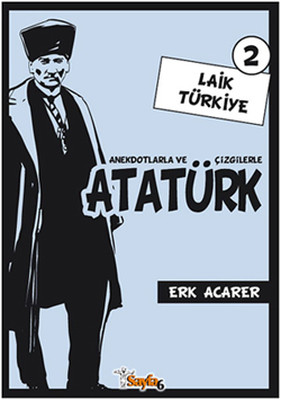 2
LAİK
TÜRKİYE
ANEKDOTLARLA VE ÇİZGİLERLE
ATATÜRK
ERK ACARER
Sayfa6